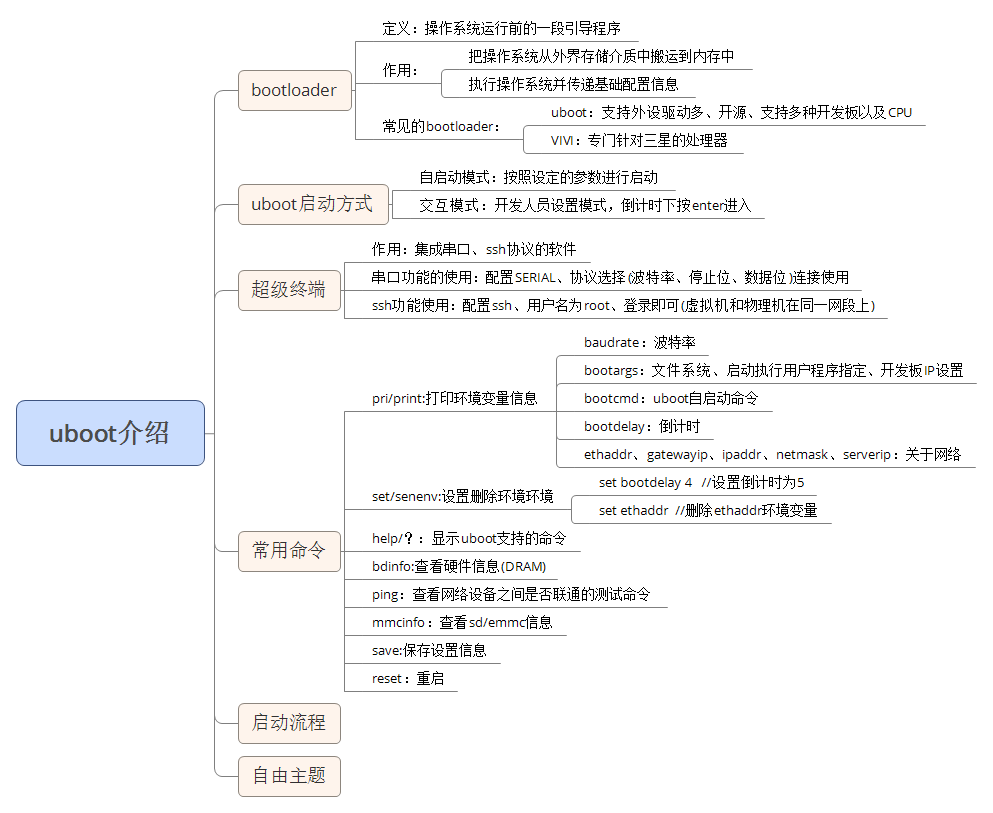 uboot介绍
bootloader
定义：操作系统运行前的一段引导程序
作用：
把操作系统从外界存储介质中搬运到内存中
执行操作系统并传递基础配置信息
常见的bootloader：
uboot：支持外设驱动多、开源、支持多种开发板以及CPU
VIVI：专门针对三星的处理器
uboot启动方式
自启动模式：按照设定的参数进行启动
交互模式：开发人员设置模式，倒计时下按enter进入
超级终端
作用：集成串口、ssh协议的软件
串口功能的使用：配置SERIAL、协议选择(波特率、停止位、数据位)连接使用
ssh功能使用：配置ssh、用户名为root、登录即可(虚拟机和物理机在同一网段上)
常用命令
pri/print:打印环境变量信息
baudrate：波特率
bootargs：文件系统、启动执行用户程序指定、开发板IP设置
bootcmd：uboot自启动命令
bootdelay：倒计时
ethaddr、gatewayip、ipaddr、netmask、serverip：关于网络
set/senenv:设置删除环境环境
set bootdelay 4 //设置倒计时为5
set ethaddr //删除ethaddr环境变量
help/？：显示uboot支持的命令
bdinfo:查看硬件信息(DRAM)
ping：查看网络设备之间是否联通的测试命令
mmcinfo：查看sd/emmc信息
save:保存设置信息
reset：重启
启动流程
自由主题